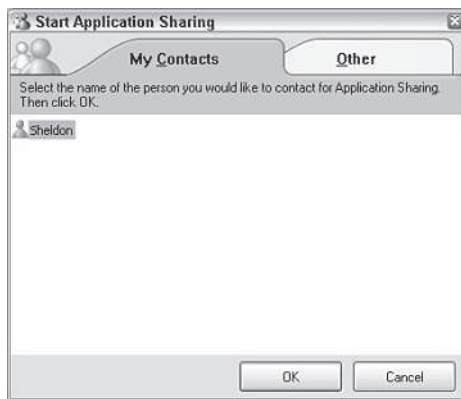 Start Application Sharing
My Contacts
Other
Select the name of the person you would like to contact for Application Sharing.
Then click OK.
Sheldon
OK
Cancel